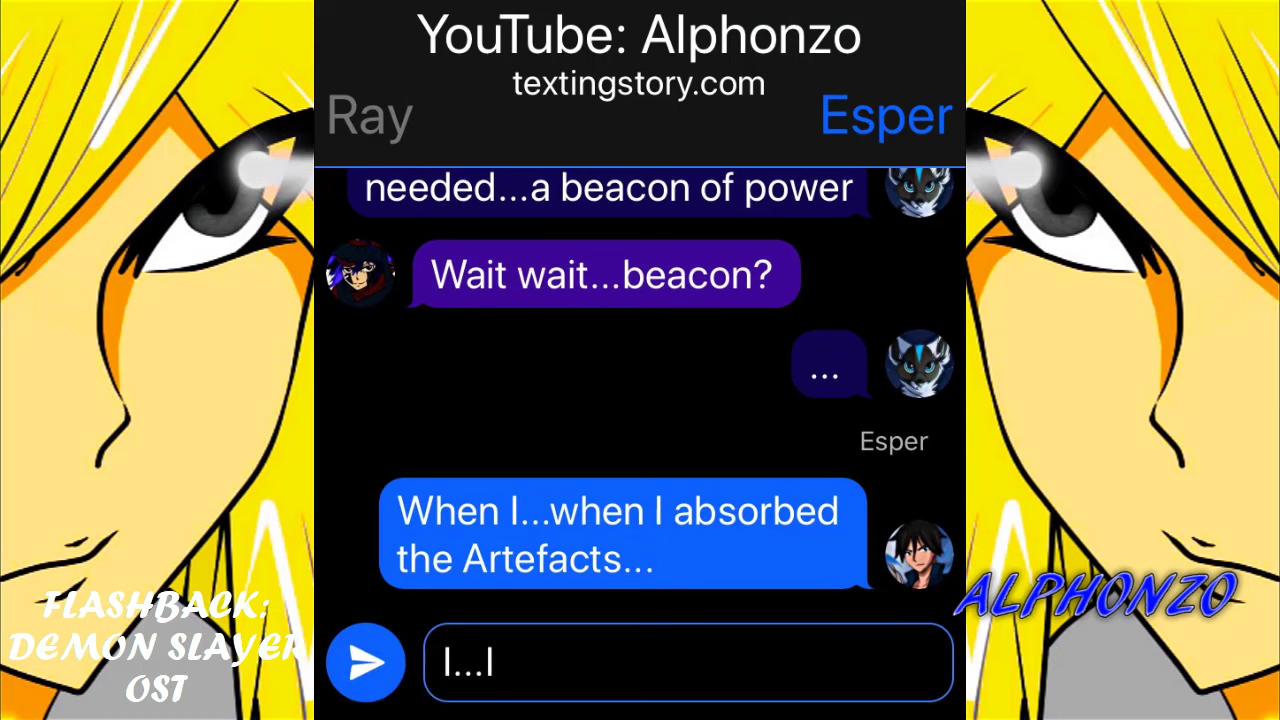 YouTube: Alphonzo
textingstory.com
Ray
Esper
needed...a beacon of power
Wait wait...beacon?
...
Esper
When I...when I absorbed
the Artefacts...
I...I
FLASHBACK:
DEMON SLAYER
OST
ALPHONZO